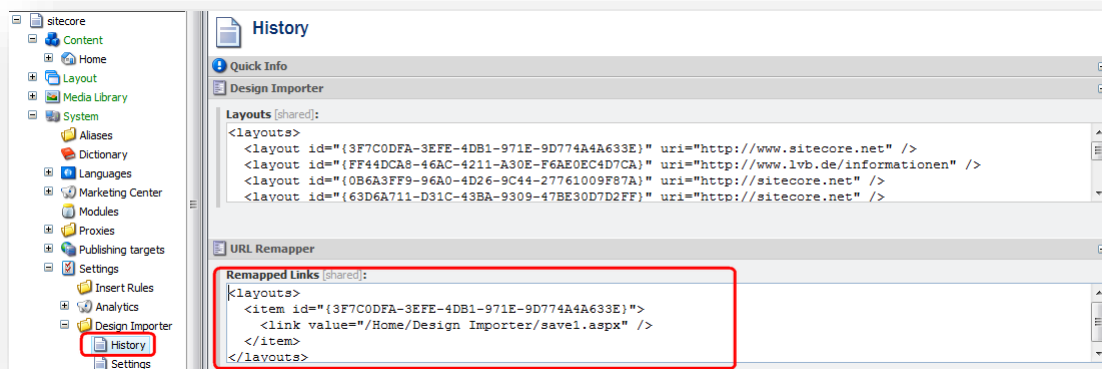 sitecore
Content
Home
Layout
Media Library
System
Aliases
Dictionary
Languages
Marketing Center
Modules
Proxies
Publishing targets
Settings
Insert Rules
Analytics
Design Importer
History
Settings
History
Quick Info
Design Importer
Layouts [shared]:
<layouts>
<layout id="{3F7C0DFA-3EFE-4DB1-971E-9D774A4A633E}" uri="http://www.sitecore.net" />
<layout id="{FF44DCA8-46AC-4211-A30E-F6AE0EC4D7CA}" uri="http://www.lvb.de/informationen" />
<layout id="{0B6A3FF9-96A0-4D26-9C44-27761009F87A}" uri="http://sitecore.net" />
<layout id="{63D6A711-D31C-43BA-9309-47BE30D7D2FF}" uri="http://sitecore.net" />
URL Remapper
Remapped Links [shared]:
<layouts>
<item id="{3F7C0DFA-3EFE-4DB1-971E-9D774A4A633E}">
<link value="/Home/Design Importer/save1.aspx" />
</item>
</layouts>